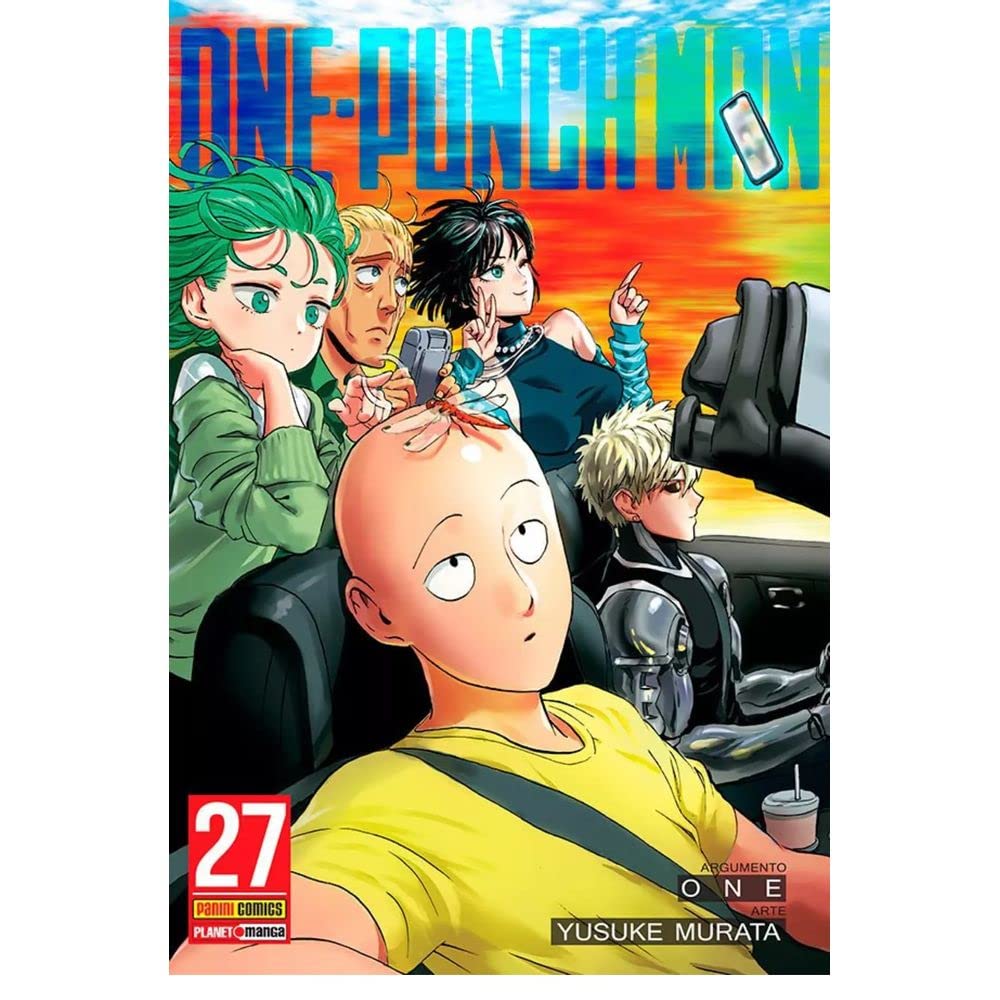 ONE-PUNCH MAN
27
PANINI COMICS
PLANET manga
ARGUMENTO
ONE
ARTE
YUSUKE MURATA